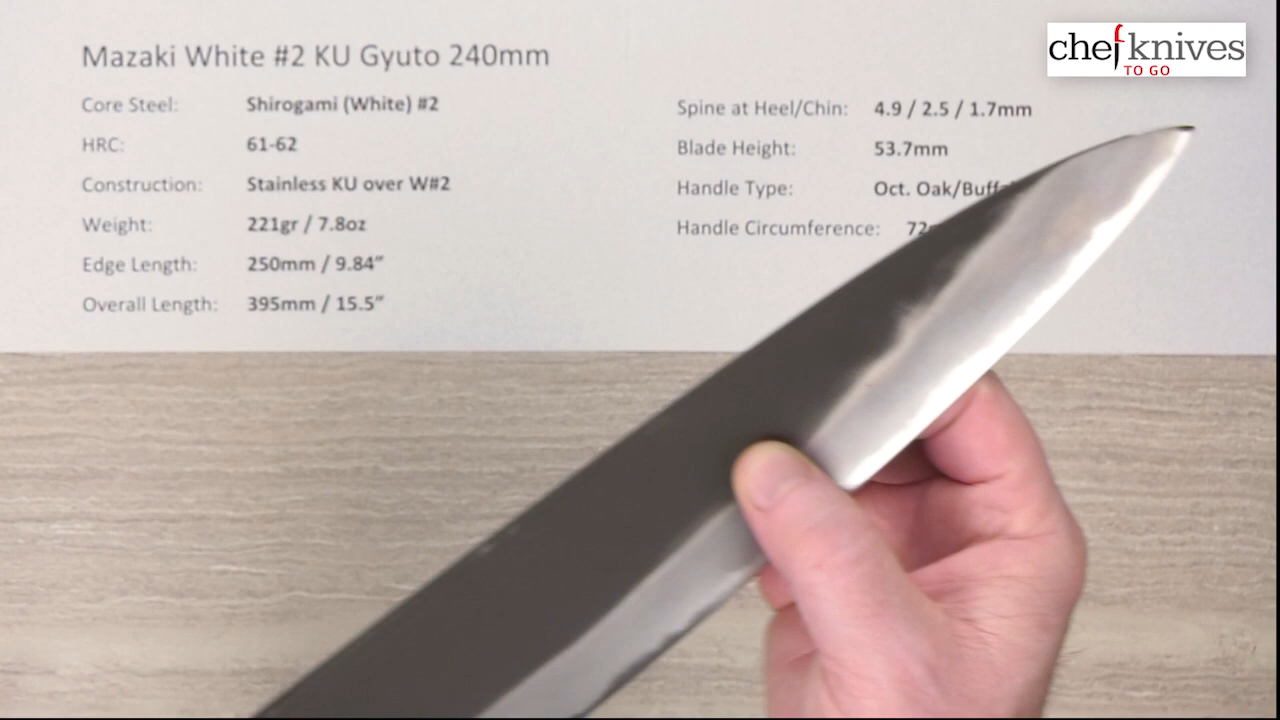 Mazaki White #2 KU Gyuto 240mm
Core Steel: Shirogami (White) #2
HRC: 61-62
Construction: Stainless KU over W#2
Weight: 221gr / 7.8oz
Edge Length: 250mm / 9.84"
Overall Length: 395mm / 15.5"
Spine at Heel/Chin: 4.9 / 2.5 / 1.7mm
Blade Height: 53.7mm
Handle Type: Oct.
Handle Circumference:
chefknives
TO GO